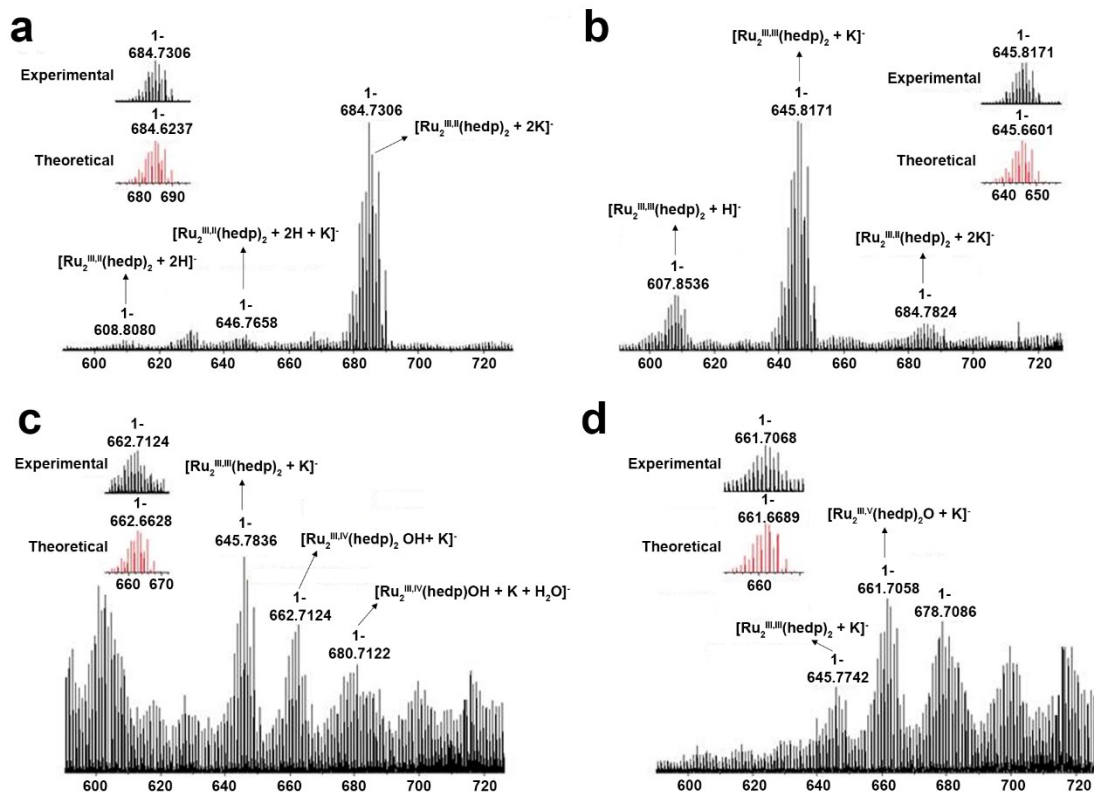 a
1-
684.7306
Experimental
1-
684.6237
Theoretical
680 690
1-
684.7306
[Ru₂ᴵᴵᴵ,ᴵᴵ(hedp)₂ + 2K]⁻
[Ru₂ᴵᴵᴵ,ᴵᴵ(hedp)₂ + 2H + K]⁻
[Ru₂ᴵᴵᴵ,ᴵᴵ(hedp)₂ + 2H]⁻
1-
608.8080
1-
646.7658
600 620 640 660 680 700 720
b
[Ru₂ᴵᴵᴵ,ᴵᴵᴵ(hedp)₂ + K]⁻
1-
645.8171
1-
645.8171
Experimental
1-
645.6601
Theoretical
640 650
[Ru₂ᴵᴵᴵ,ᴵᴵᴵ(hedp)₂ + H]⁻
1-
607.8536
[Ru₂ᴵᴵᴵ,ᴵᴵ(hedp)₂ + 2K]⁻
1-
684.7824
600 620 640 660 680 700 720
c
1-
662.7124
Experimental
1-
662.6628
Theoretical
660 670
[Ru₂ᴵᴵᴵ,ᴵᴵᴵ(hedp)₂ + K]⁻
1-
645.7836
[Ru₂ᴵᴵᴵ,ᴵⱽ(hedp)₂ OH+ K]⁻
1-
662.7124
[Ru₂ᴵᴵᴵ,ᴵⱽ(hedp)OH + K + H₂O]⁻
1-
680.7122
600 620 640 660 680 700 720
d
1-
661.7068
Experimental
1-
661.6689
Theoretical
660
[Ru₂ᴵᴵᴵ,ⱽ(hedp)₂O + K]⁻
1-
661.7058
1-
678.7086
[Ru₂ᴵᴵᴵ,ᴵᴵᴵ(hedp)₂ + K]⁻
1-
645.7742
600 620 640 660 680 700 720